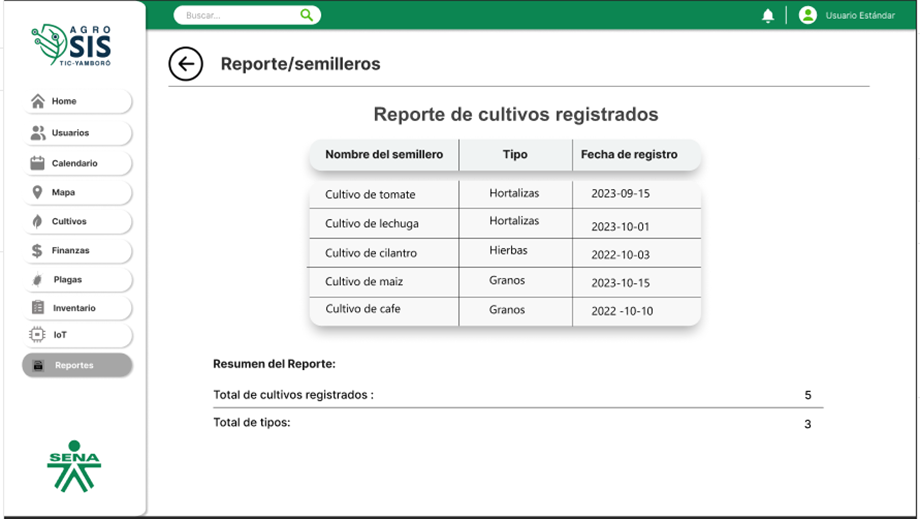 Buscar...
Usuario Estándar
AGRO
SIS
TIC-YAMBORÓ
Reporte/semilleros
Home
Usuarios
Calendario
Mapa
Cultivos
Finanzas
Plagas
Inventario
IoT
Reportes
SENA
Reporte de cultivos registrados
Nombre del semillero Tipo Fecha de registro
Cultivo de tomate Hortalizas 2023-09-15
Cultivo de lechuga Hortalizas 2023-10-01
Cultivo de cilantro Hierbas 2022-10-03
Cultivo de maiz Granos 2023-10-15
Cultivo de cafe Granos 2022 -10-10
Resumen del Reporte:
Total de cultivos registrados : 5
Total de tipos: 3